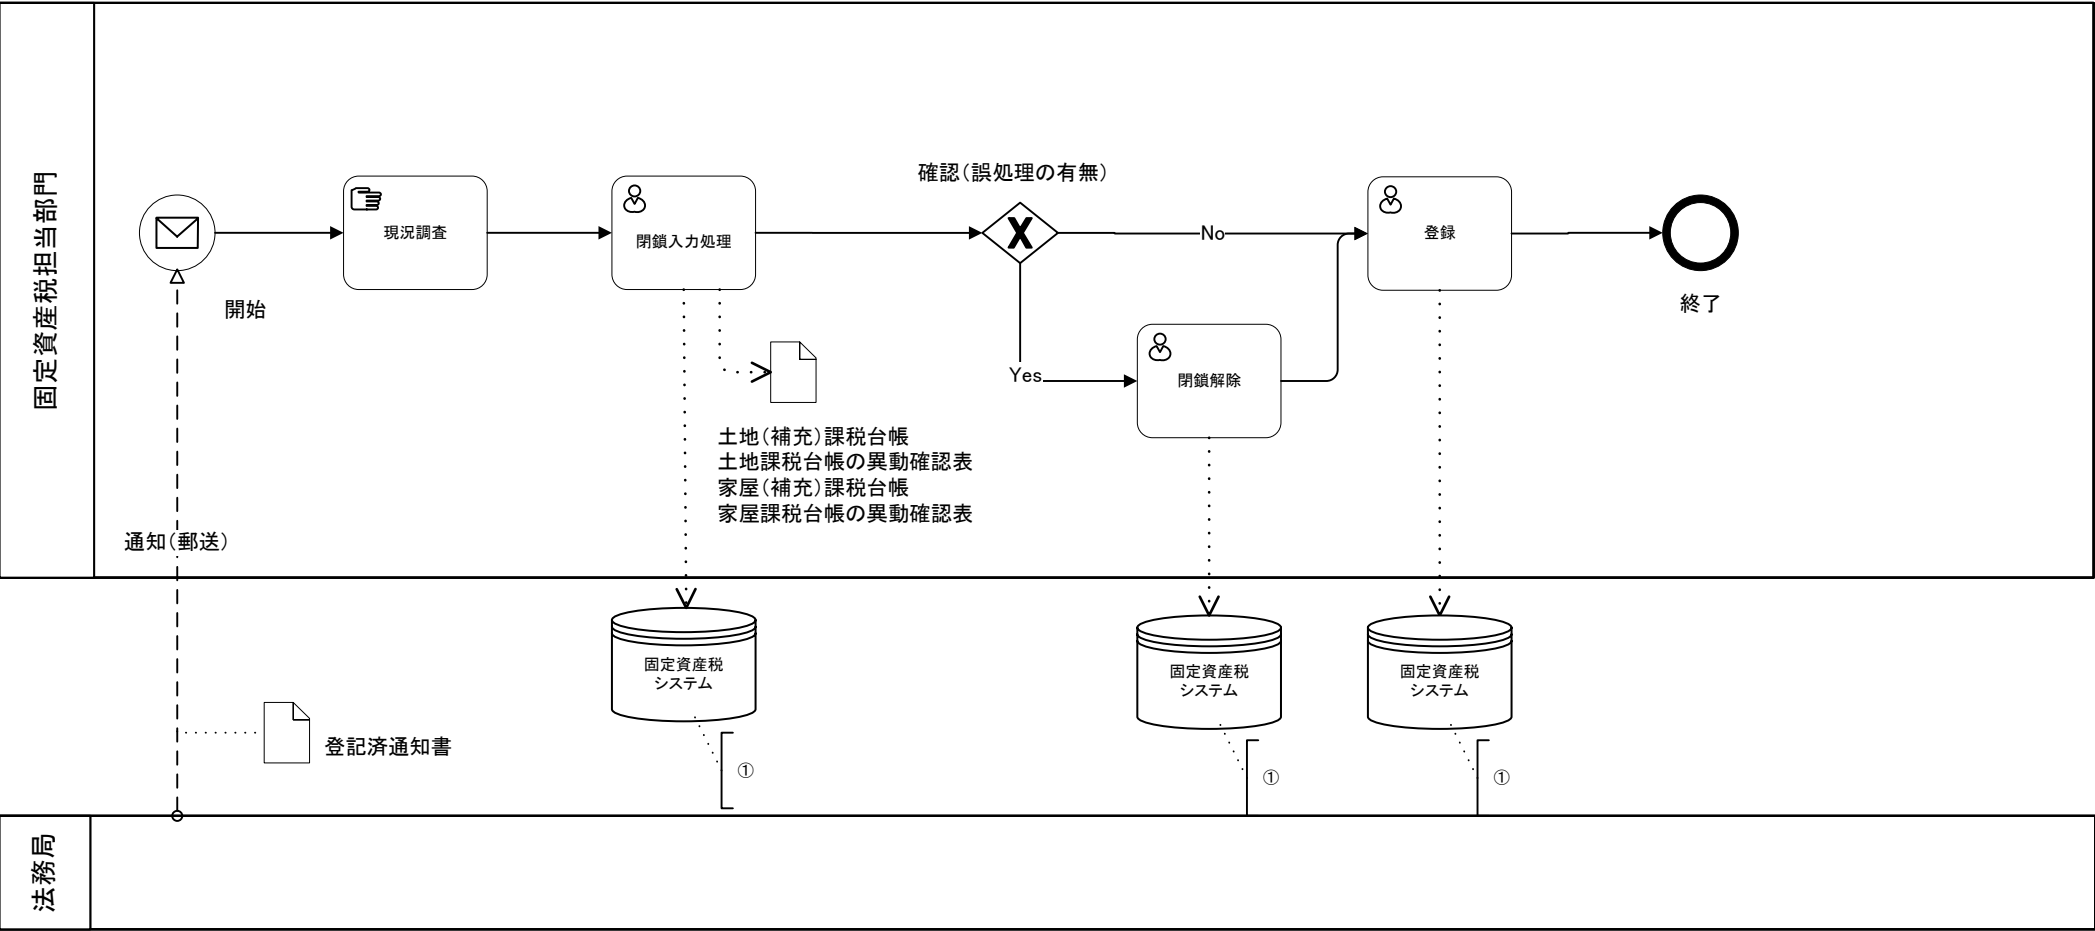 固定資産税担当部門
確認（誤処理の有無）
現況調査
閉鎖入力処理
No
登録
開始
終了
Yes
閉鎖解除
土地（補充）課税台帳
土地課税台帳の異動確認表
家屋（補充）課税台帳
家屋課税台帳の異動確認表
通知（郵送）
固定資産税
システム
固定資産税
システム
固定資産税
システム
登記済通知書
①
①
①
法務局